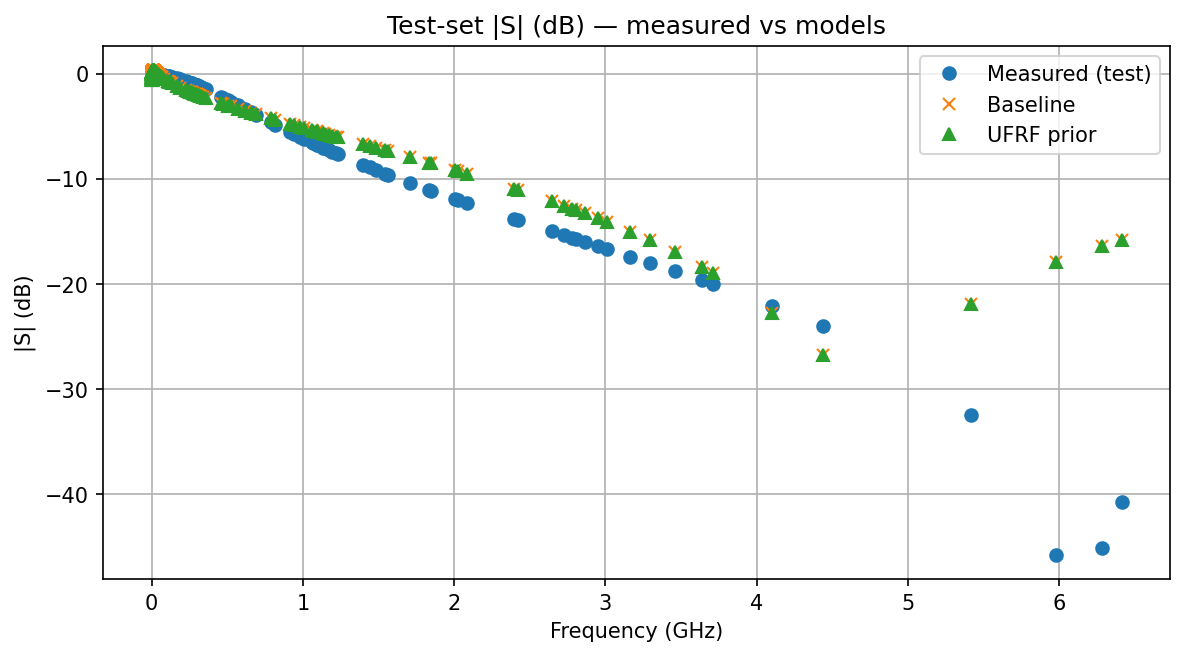 Test-set |S| (dB) — measured vs models
|S| (dB)
0
−10
−20
−30
−40
Measured (test)
Baseline
UFRF prior
0 1 2 3 4 5 6
Frequency (GHz)